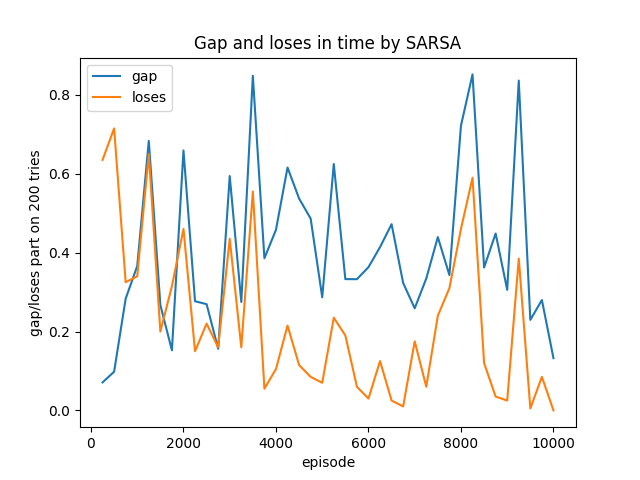 Gap and loses in time by SARSA
gap
loses
gap/loses part on 200 tries
0.8
0.6
0.4
0.2
0.0
0 2000 4000 6000 8000 10000
episode